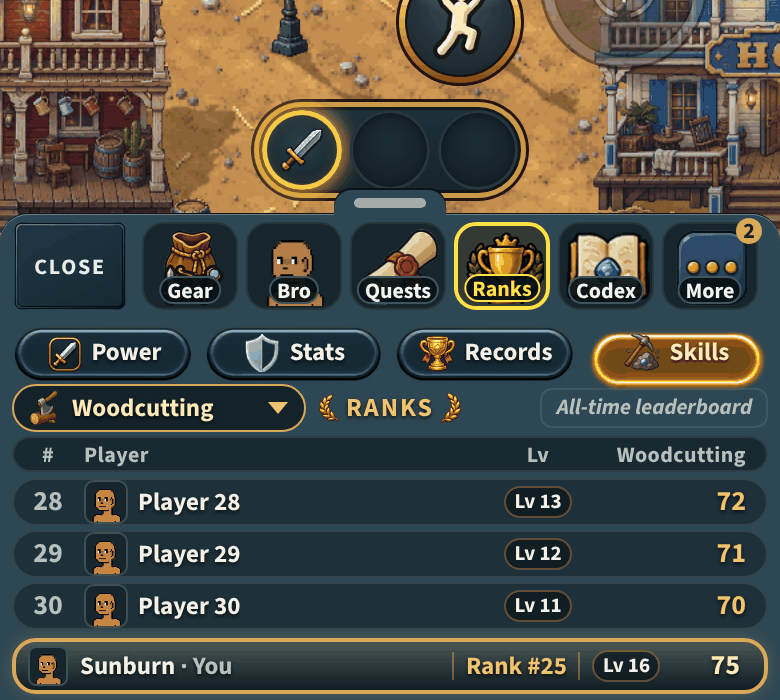 HO
CLOSE
Gear
Bro
Quests
Ranks
Codex
2
More
Power
Stats
Records
Skills
Woodcutting
RANKS
All-time leaderboard
# Player Lv Woodcutting
28 Player 28 Lv 13 72
29 Player 29 Lv 12 71
30 Player 30 Lv 11 70
Sunburn · You Rank #25 Lv 16 75